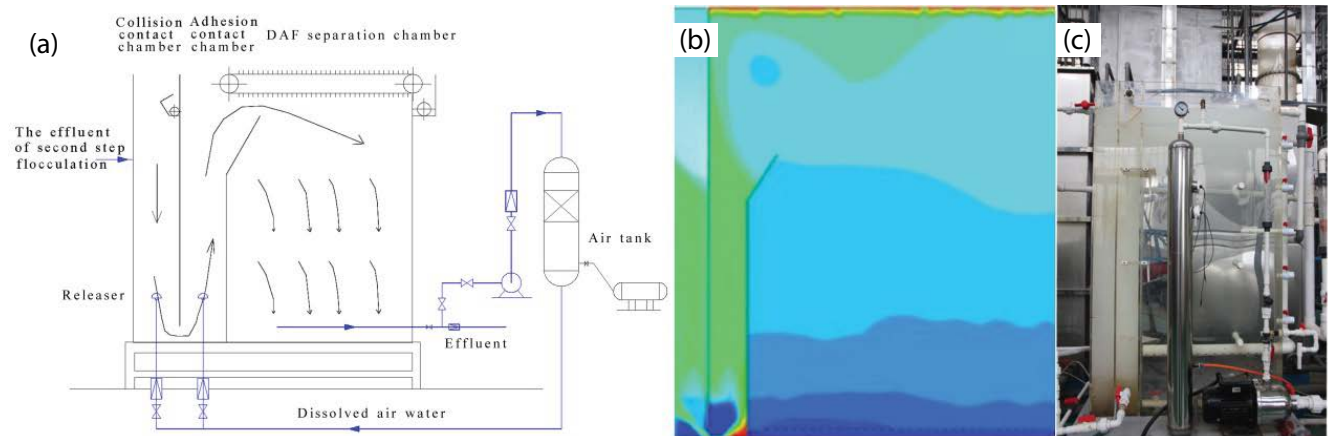 (a)
Collision
contact
chamber
Adhesion
contact
chamber
DAF separation chamber
The effluent
of second step
flocculation
Releaser
Air tank
Effluent
Dissolved air water
(b)
(c)